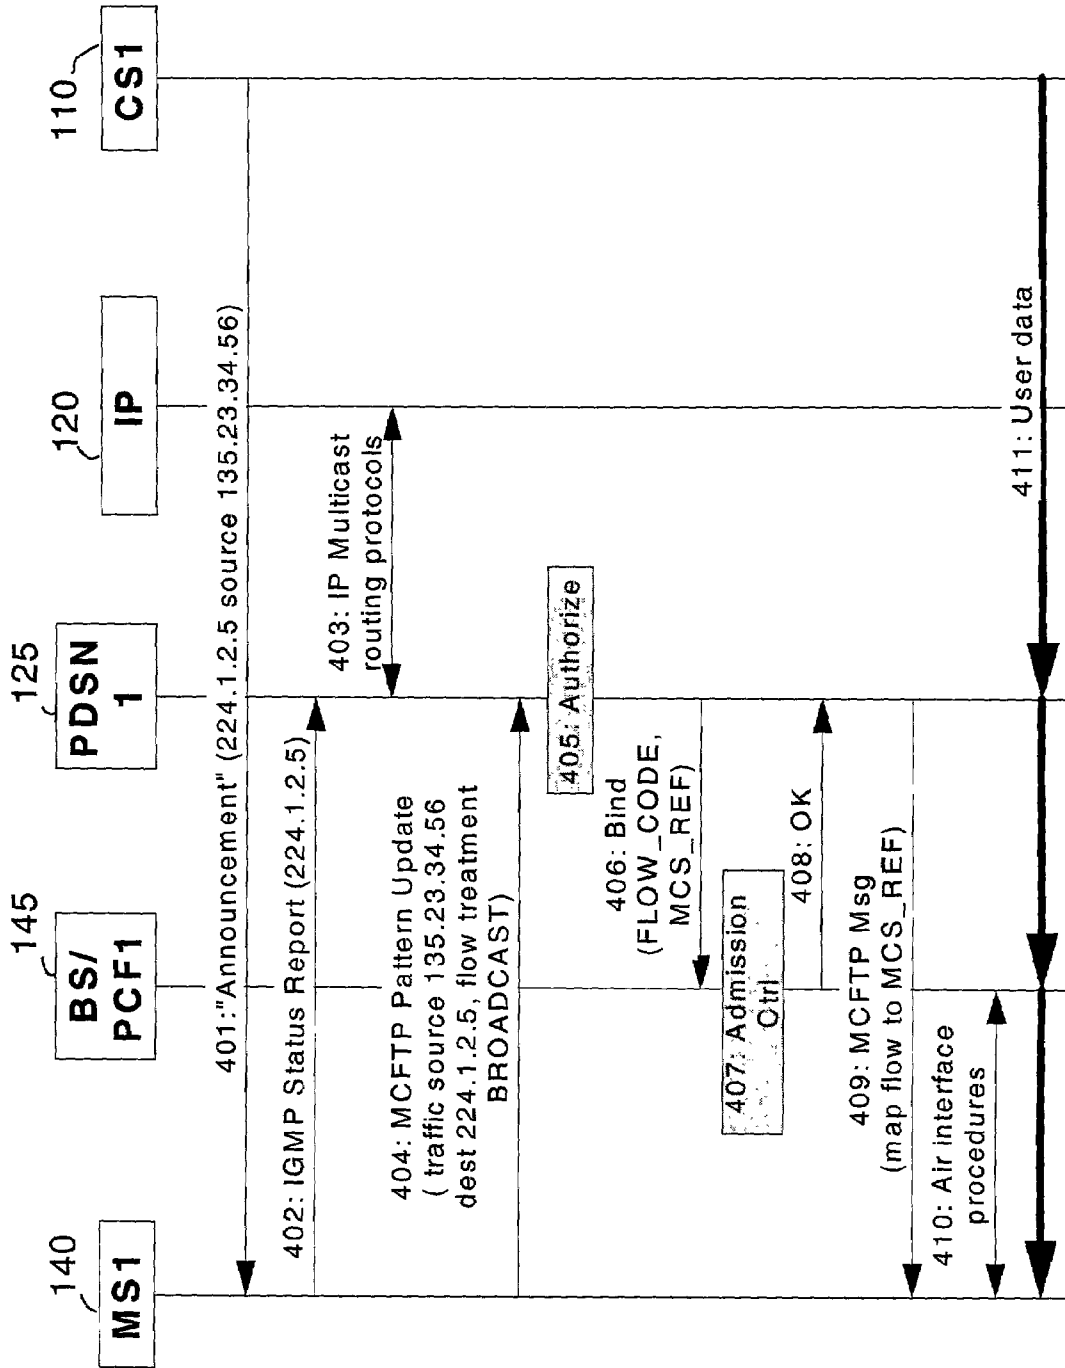 140
MS1
145
BS/
PCF1
125
PDSN
1
120
IP
110
CS1
401:"Announcement" (224.1.2.5 source 135.23.34.56)
402: IGMP Status Report (224.1.2.5)
403: IP Multicast
routing protocols
404: MCFTP Pattern Update
( traffic source 135.23.34.56
dest 224.1.2.5, flow treatment
BROADCAST)
405: Authorize
406: Bind
(FLOW_CODE,
MCS_REF)
407: Admission
Ctrl
408: OK
409: MCFTP Msg
(map flow to MCS_REF)
410: Air interface
procedures
411: User data